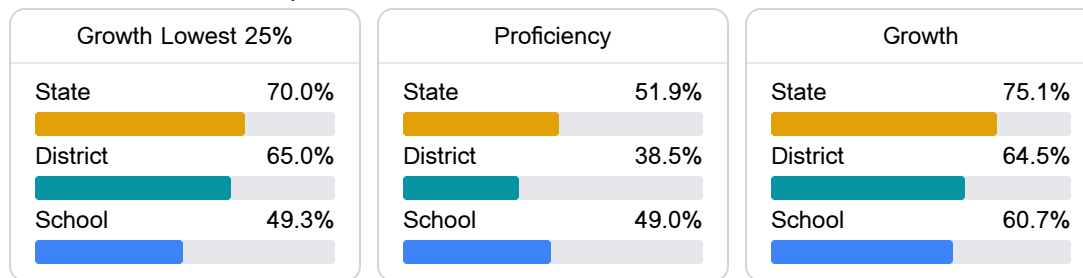 Growth Lowest 25%
State 70.0%
District 65.0%
School 49.3%
Proficiency
State 51.9%
District 38.5%
School 49.0%
Growth
State 75.1%
District 64.5%
School 60.7%